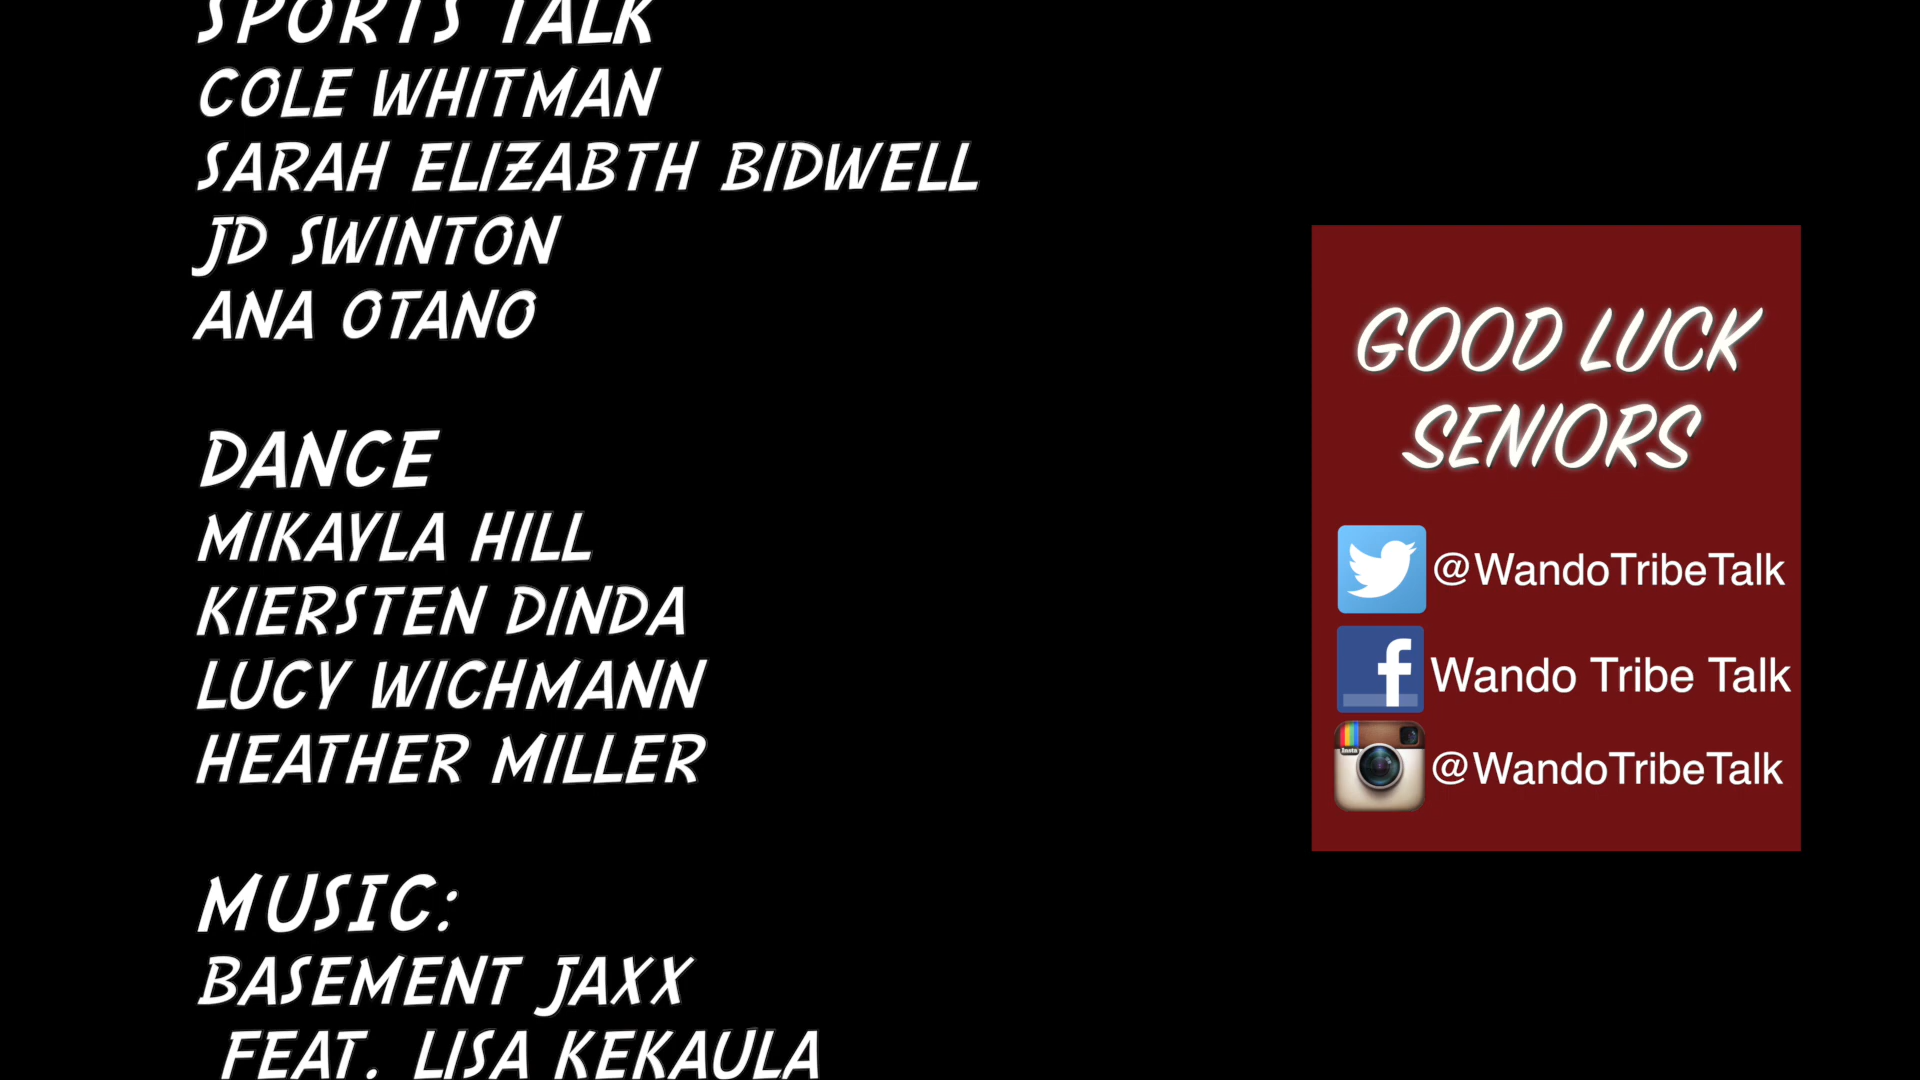 SPORTS TALK
COLE WHITMAN
SARAH ELIZABTH BIDWELL
JD SWINTON
ANA OTANO
DANCE
MIKAYLA HILL
KIERSTEN DINDA
LUCY WICHMANN
HEATHER MILLER
MUSIC:
BASEMENT JAXX
FEAT. LISA KEKAULA
GOOD LUCK
SENIORS
@WandoTribeTalk
Wando Tribe Talk
Insta
@WandoTribeTalk